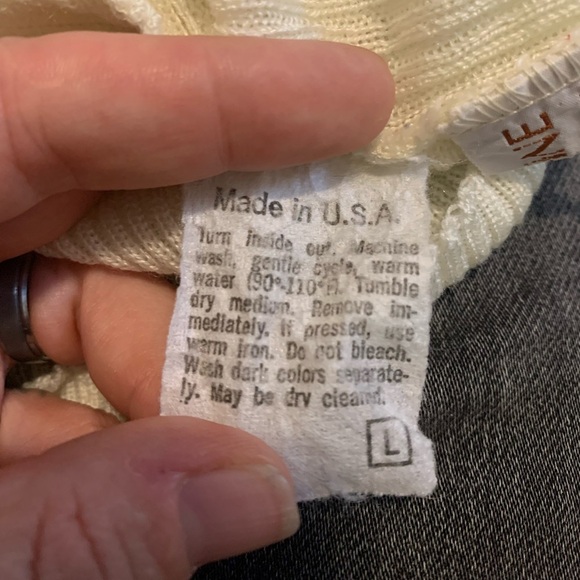 Made in U.S.A.
Turn inside out. Machine
wash, gentle cycle, warm
water (90°-110°F). Tumble
dry medium. Remove im-
mediately. If pressed, use
warm iron. Do not bleach.
Wash dark colors separate-
ly. May be dry cleaned.
L
VE